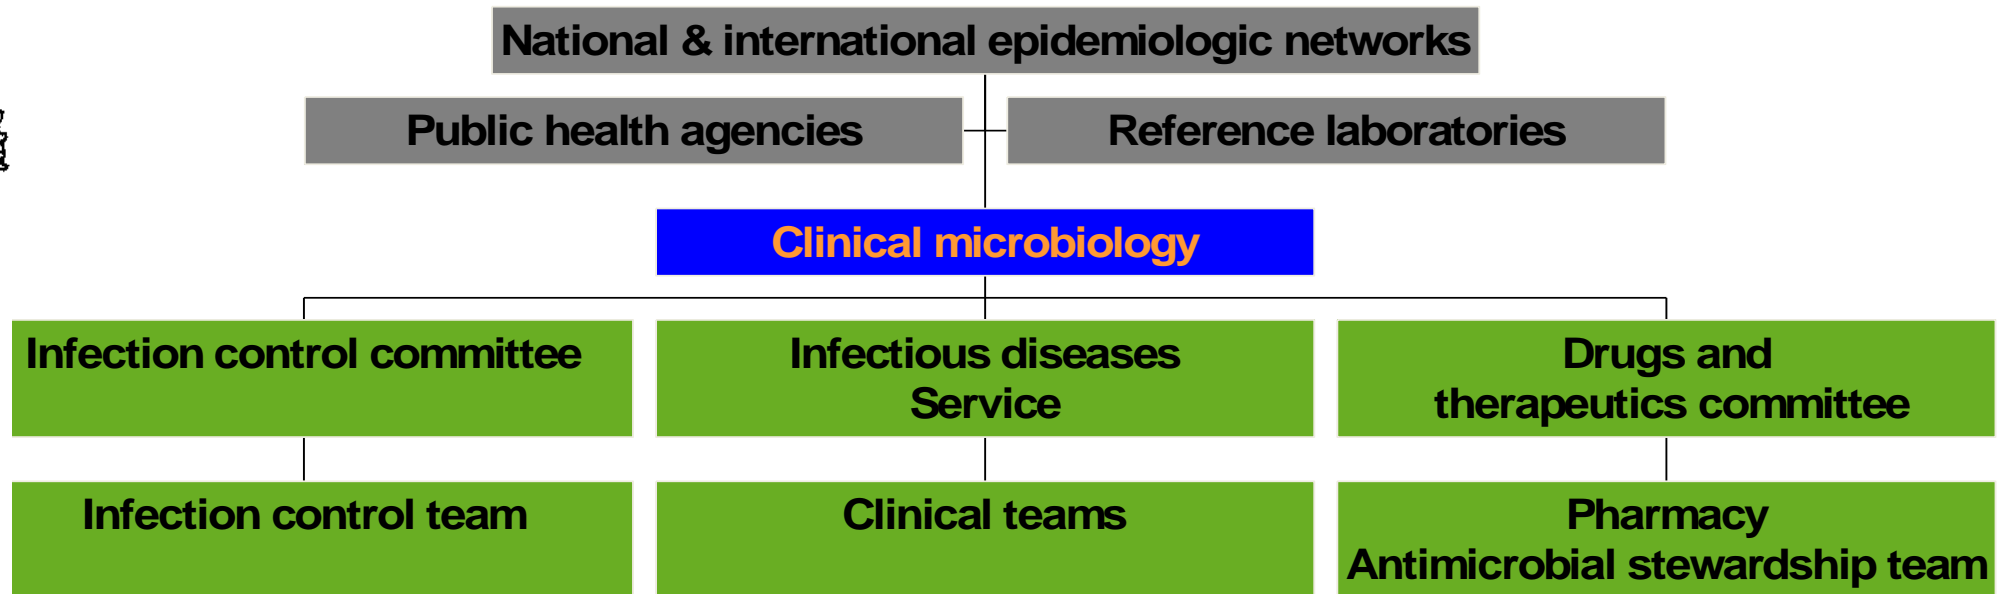 National & international epidemiologic networks
Public health agencies
Reference laboratories
Clinical microbiology
Infection control committee
Infectious diseases
Service
Drugs and
therapeutics committee
Infection control team
Clinical teams
Pharmacy
Antimicrobial stewardship team